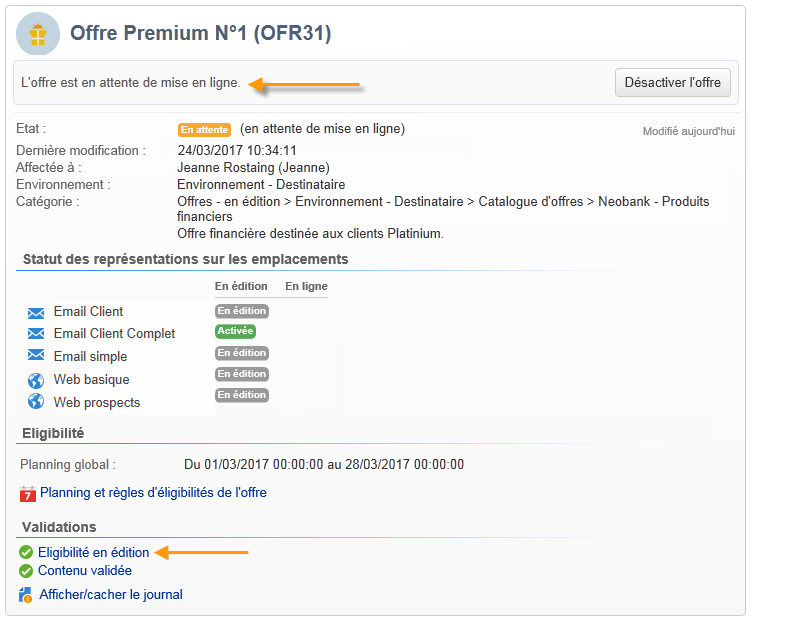 Offre Premium N°1 (OFR31)
L'offre est en attente de mise en ligne.
Désactiver l'offre
Etat : En attente (en attente de mise en ligne)
Modifié aujourd'hui
Dernière modification : 24/03/2017 10:34:11
Affectée à : Jeanne Rostaing (Jeanne)
Environnement : Environnement - Destinataire
Catégorie : Offres - en édition > Environnement - Destinataire > Catalogue d'offres > Neobank - Produits
financiers
Offre financière destinée aux clients Platinium.
Statut des représentations sur les emplacements
En édition En ligne
Email Client En édition
Email Client Complet Activée
Email simple En édition
Web basique En édition
Web prospects En édition
Eligibilité
Planning global : Du 01/03/2017 00:00:00 au 28/03/2017 00:00:00
7 Planning et règles d'éligibilités de l'offre
Validations
Eligibilité en édition
Contenu validée
Afficher/cacher le journal